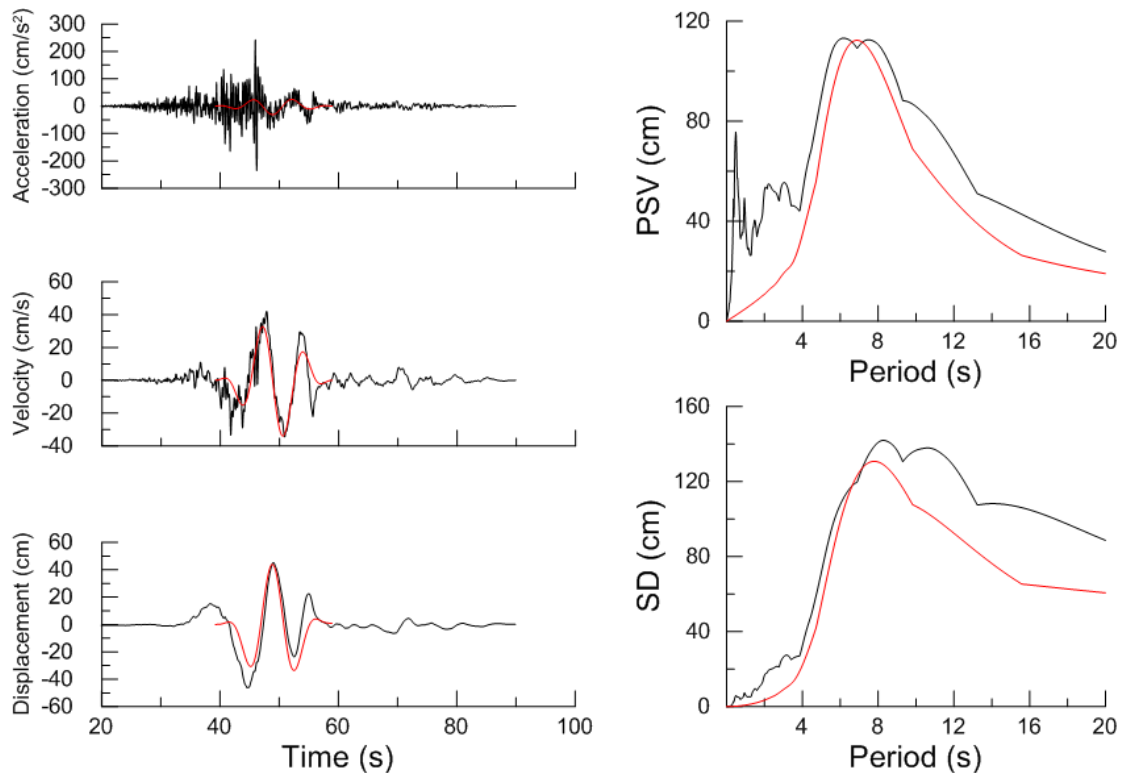 Acceleration (cm/s²)
300
200
100
0
-100
-200
-300
Velocity (cm/s)
60
40
20
0
-20
-40
Displacement (cm)
60
40
20
0
-20
-40
-60
20 40 60 80 100
Time (s)
PSV (cm)
120
80
40
0
4 8 12 16 20
Period (s)
SD (cm)
160
120
80
40
0
4 8 12 16 20
Period (s)